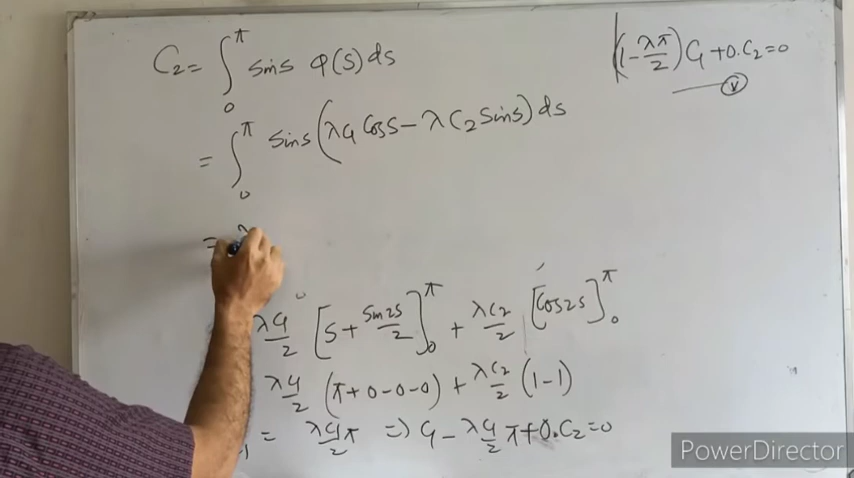 C₂ = ∫₀^π sins φ(s) ds
(1 - λπ/2) C₁ + 0.C₂ = 0
(v)
= ∫₀^π sins (λC₁ Coss - λC₂ sins) ds
=
λC₁/2 [s + sin2s/2]₀^π + λC₂/2 [Cos2s]₀^π
λC₁/2 (π + 0 - 0 - 0) + λC₂/2 (1 - 1)
= λC₁/2 π => C₁ - λC₁/2 π + 0.C₂ = 0
PowerDirector